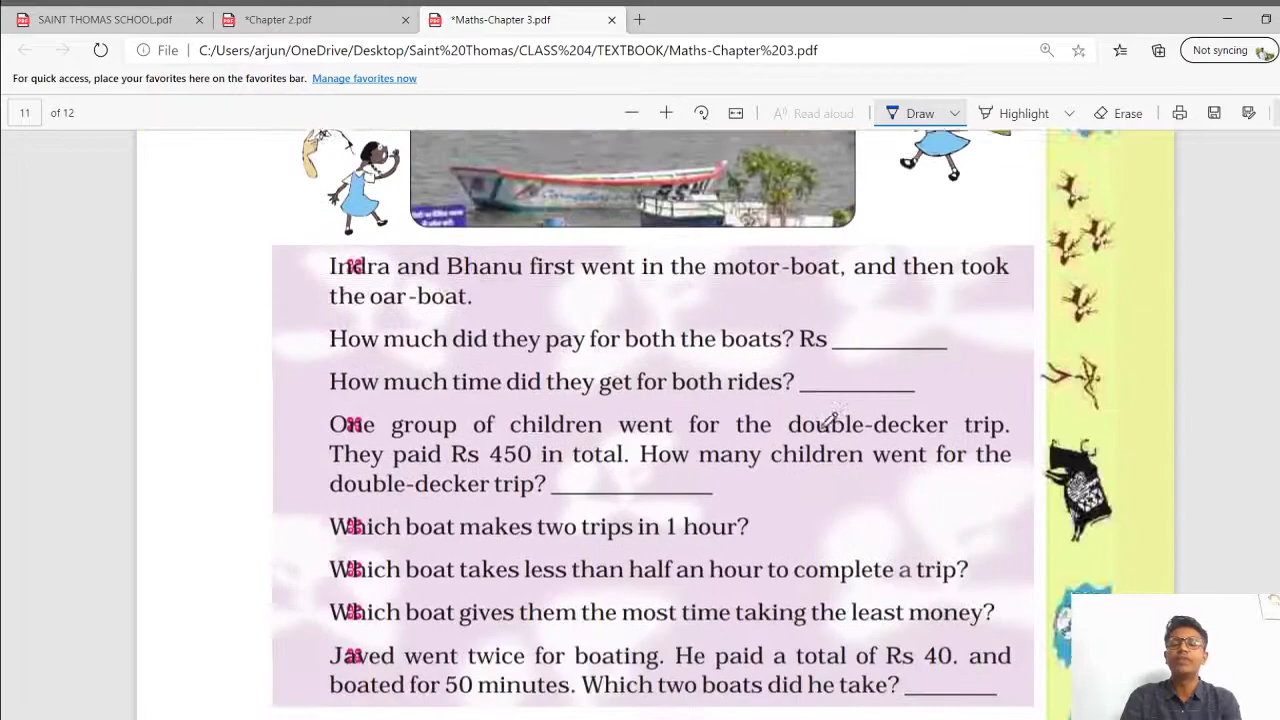 SAINT THOMAS SCHOOL.pdf
*Chapter 2.pdf
*Maths-Chapter 3.pdf
File C:/Users/arjun/OneDrive/Desktop/Saint%20Thomas/CLASS%204/TEXTBOOK/Maths-Chapter%203.pdf
Not syncing
For quick access, place your favorites here on the favorites bar. Manage favorites now
11 of 12
Read aloud
Draw
Highlight
Erase
Indra and Bhanu first went in the motor-boat, and then took
the oar-boat.
How much did they pay for both the boats? Rs __________
How much time did they get for both rides? __________
One group of children went for the double-decker trip.
They paid Rs 450 in total. How many children went for the
double-decker trip? ______________
Which boat makes two trips in 1 hour?
Which boat takes less than half an hour to complete a trip?
Which boat gives them the most time taking the least money?
Javed went twice for boating. He paid a total of Rs 40. and
boated for 50 minutes. Which two boats did he take? ________